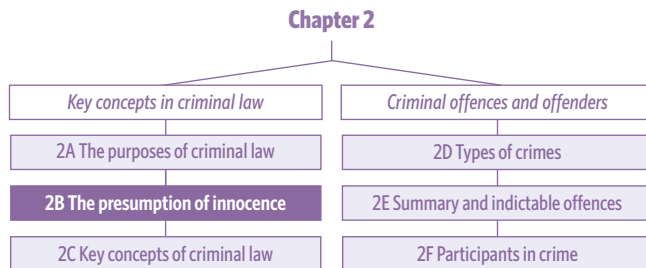 Chapter 2
Key concepts in criminal law
Criminal offences and offenders
2A The purposes of criminal law
2D Types of crimes
2B The presumption of innocence
2E Summary and indictable offences
2C Key concepts of criminal law
2F Participants in crime